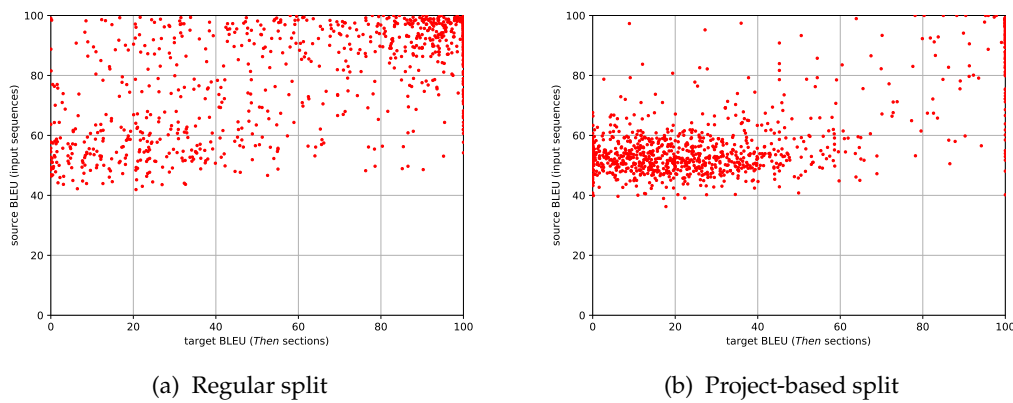 100
80
60
40
20
0
source BLEU (input sequences)
0 20 40 60 80 100
target BLEU (Then sections)
(a) Regular split
100
80
60
40
20
0
source BLEU (input sequences)
0 20 40 60 80 100
target BLEU (Then sections)
(b) Project-based split